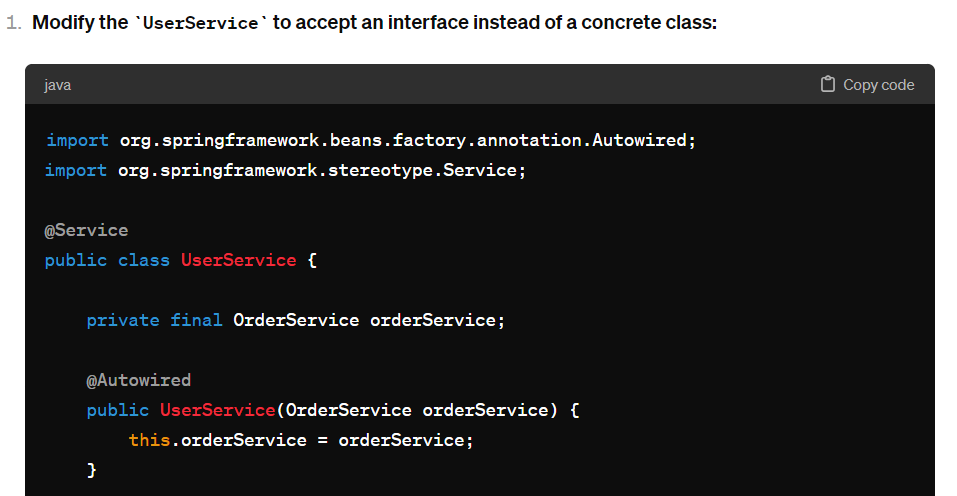 1. Modify the `UserService` to accept an interface instead of a concrete class:
java
Copy code
import org.springframework.beans.factory.annotation.Autowired;
import org.springframework.stereotype.Service;
@Service
public class UserService {
private final OrderService orderService;
@Autowired
public UserService(OrderService orderService) {
this.orderService = orderService;
}